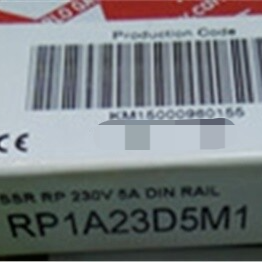 Production Code
KM15000960155
CE
SSR RP 230V 5A DIN RAIL
RP1A23D5M1